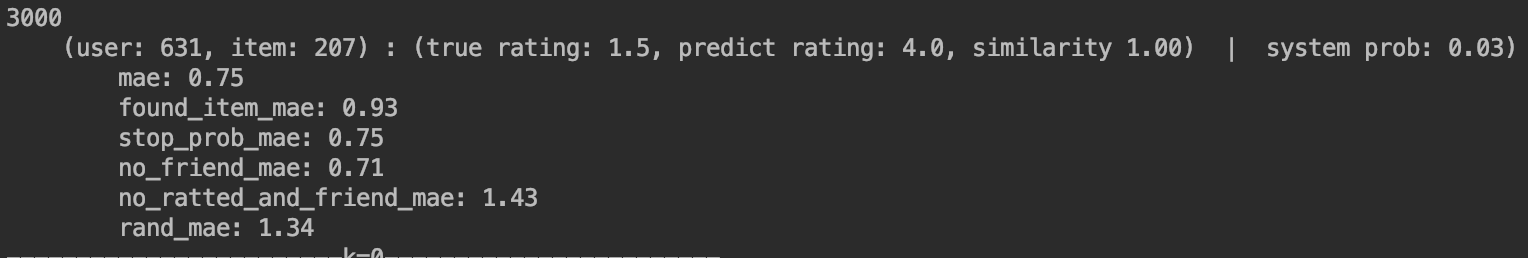 3000
(user: 631, item: 207) : (true rating: 1.5, predict rating: 4.0, similarity 1.00) | system prob: 0.03)
mae: 0.75
found_item_mae: 0.93
stop_prob_mae: 0.75
no_friend_mae: 0.71
no_ratted_and_friend_mae: 1.43
rand_mae: 1.34
------------------------k=0------------------------